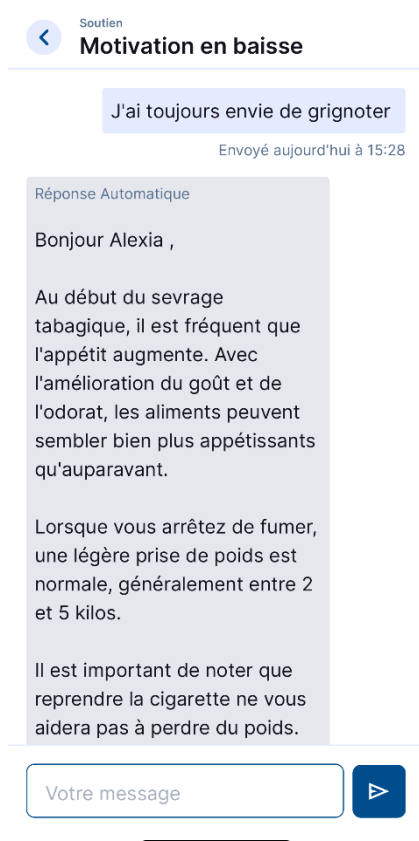 Soutien
Motivation en baisse
J'ai toujours envie de grignoter
Envoyé aujourd'hui à 15:28
Réponse Automatique
Bonjour Alexia ,
Au début du sevrage
tabagique, il est fréquent que
l'appétit augmente. Avec
l'amélioration du goût et de
l'odorat, les aliments peuvent
sembler bien plus appétissants
qu'auparavant.
Lorsque vous arrêtez de fumer,
une légère prise de poids est
normale, généralement entre 2
et 5 kilos.
Il est important de noter que
reprendre la cigarette ne vous
aidera pas à perdre du poids.
Votre message